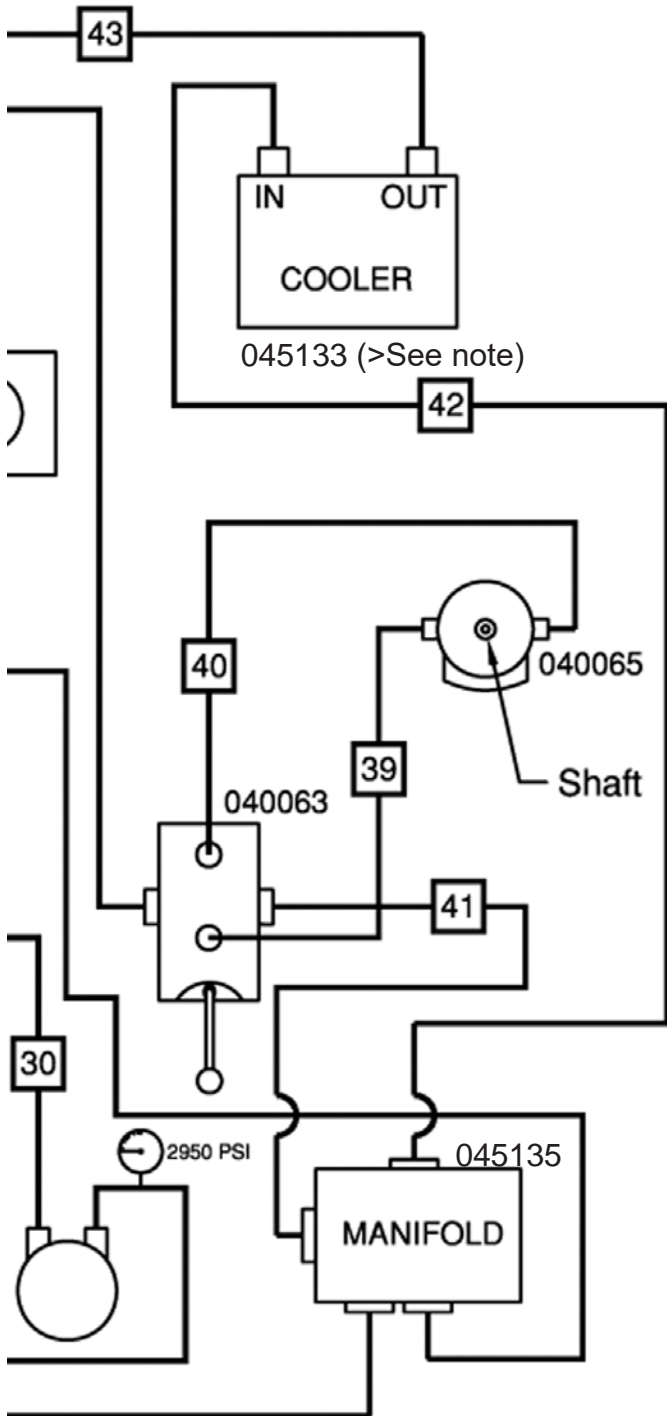 43
IN OUT
COOLER
045133 (>See note)
42
40
040065
39
Shaft
040063
41
30
2950 PSI
045135
MANIFOLD